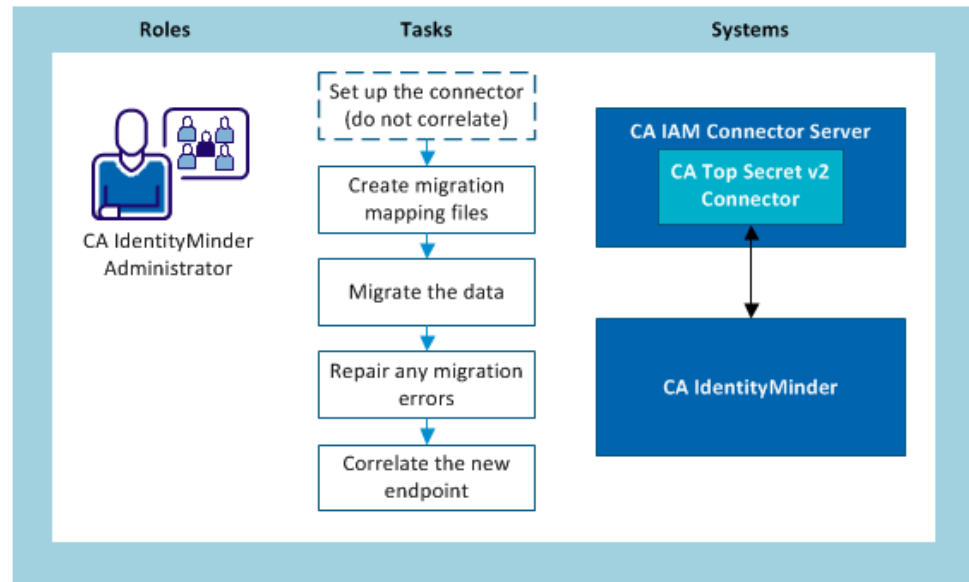 Roles
Tasks
Systems
CA IdentityMinder
Administrator
Set up the connector
(do not correlate)
Create migration
mapping files
Migrate the data
Repair any migration
errors
Correlate the new
endpoint
CA IAM Connector Server
CA Top Secret v2
Connector
CA IdentityMinder